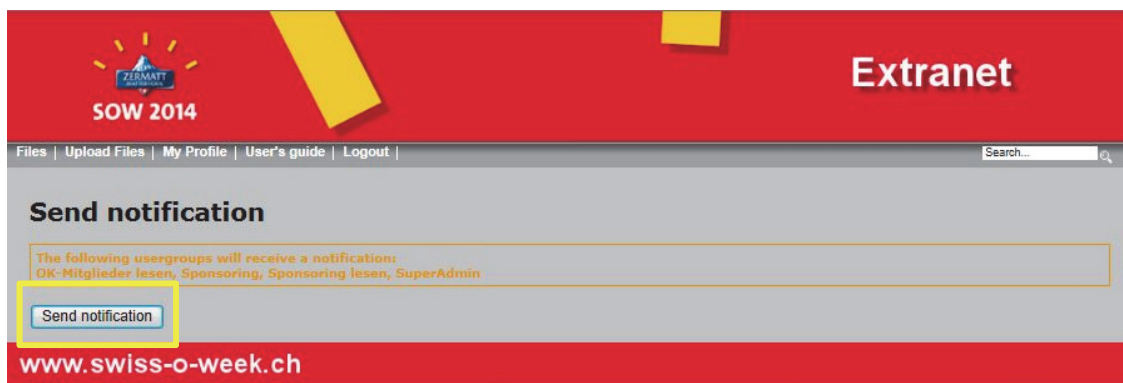 ZERMATT
SOW 2014
Extranet
Files | Upload Files | My Profile | User's guide | Logout |
Search...
Send notification
The following usergroups will receive a notification:
OK-Mitglieder lesen, Sponsoring, Sponsoring lesen, SuperAdmin
Send notification
www.swiss-o-week.ch